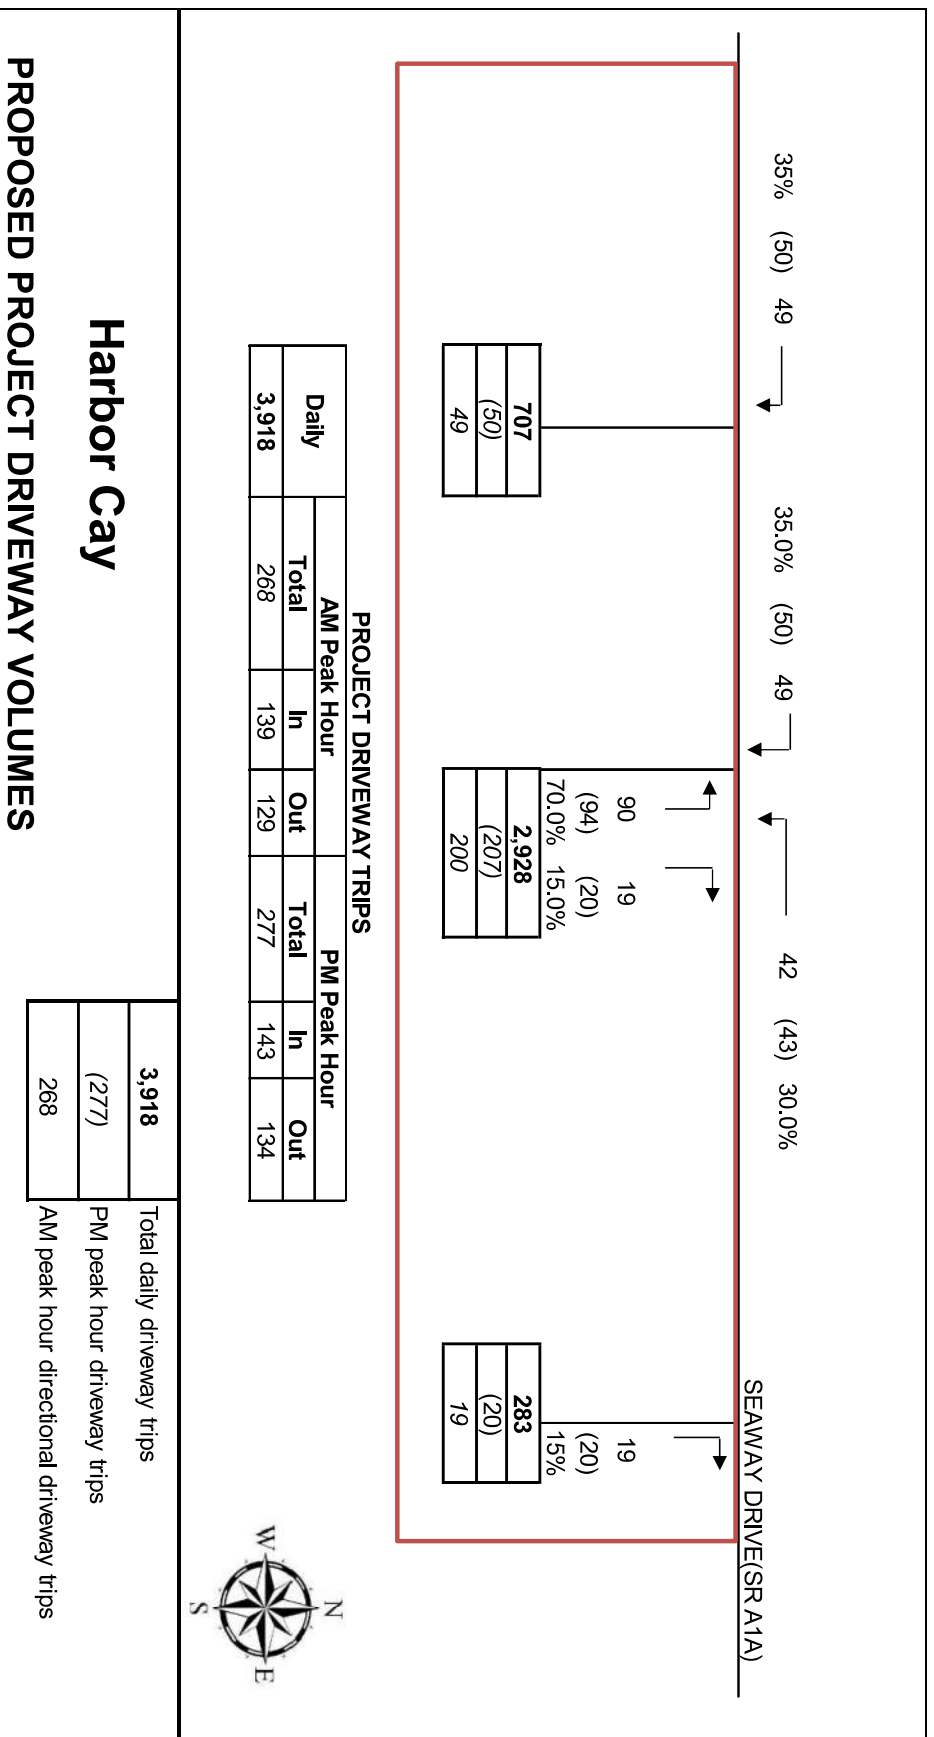 35% (50) 49
35.0% (50) 49
42 (43) 30.0%
SEAWAY DRIVE(SR A1A)
90 19
(94) (20)
70.0% 15.0%
19
(20)
15%
707
(50)
49
2,928
(207)
200
283
(20)
19
PROJECT DRIVEWAY TRIPS
Daily AM Peak Hour PM Peak Hour
Total In Out Total In Out
3,918 268 139 129 277 143 134
N
W E
S
Harbor Cay
PROPOSED PROJECT DRIVEWAY VOLUMES
3,918 Total daily driveway trips
(277) PM peak hour driveway trips
268 AM peak hour directional driveway trips